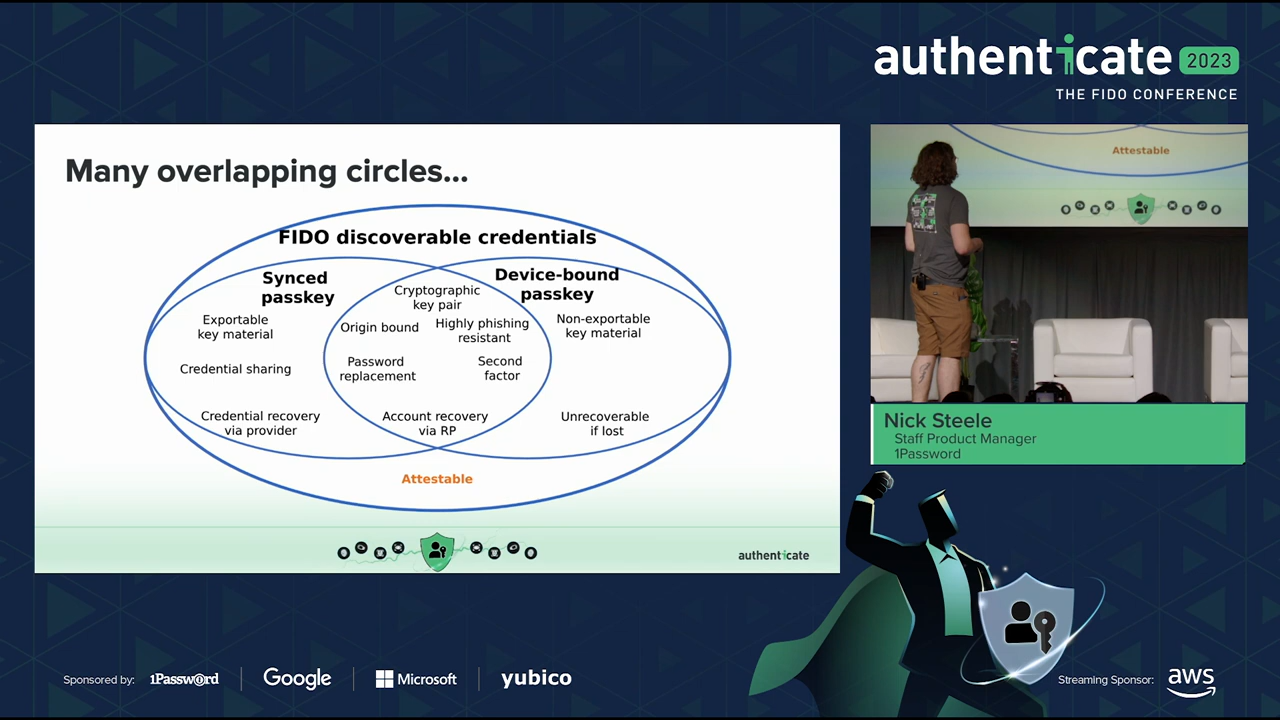 authenticate 2023
THE FIDO CONFERENCE
Many overlapping circles...
FIDO discoverable credentials
Synced
passkey
Device-bound
passkey
Cryptographic
key pair
Exportable
key material
Origin bound
Highly phishing
resistant
Non-exportable
key material
Credential sharing
Password
replacement
Second
factor
Credential recovery
via provider
Account recovery
via RP
Unrecoverable
if lost
Attestable
authenticate
Attestable
Nick Steele
Staff Product Manager
1Password
Sponsored by: 1Password Google Microsoft yubico
Streaming Sponsor: aws